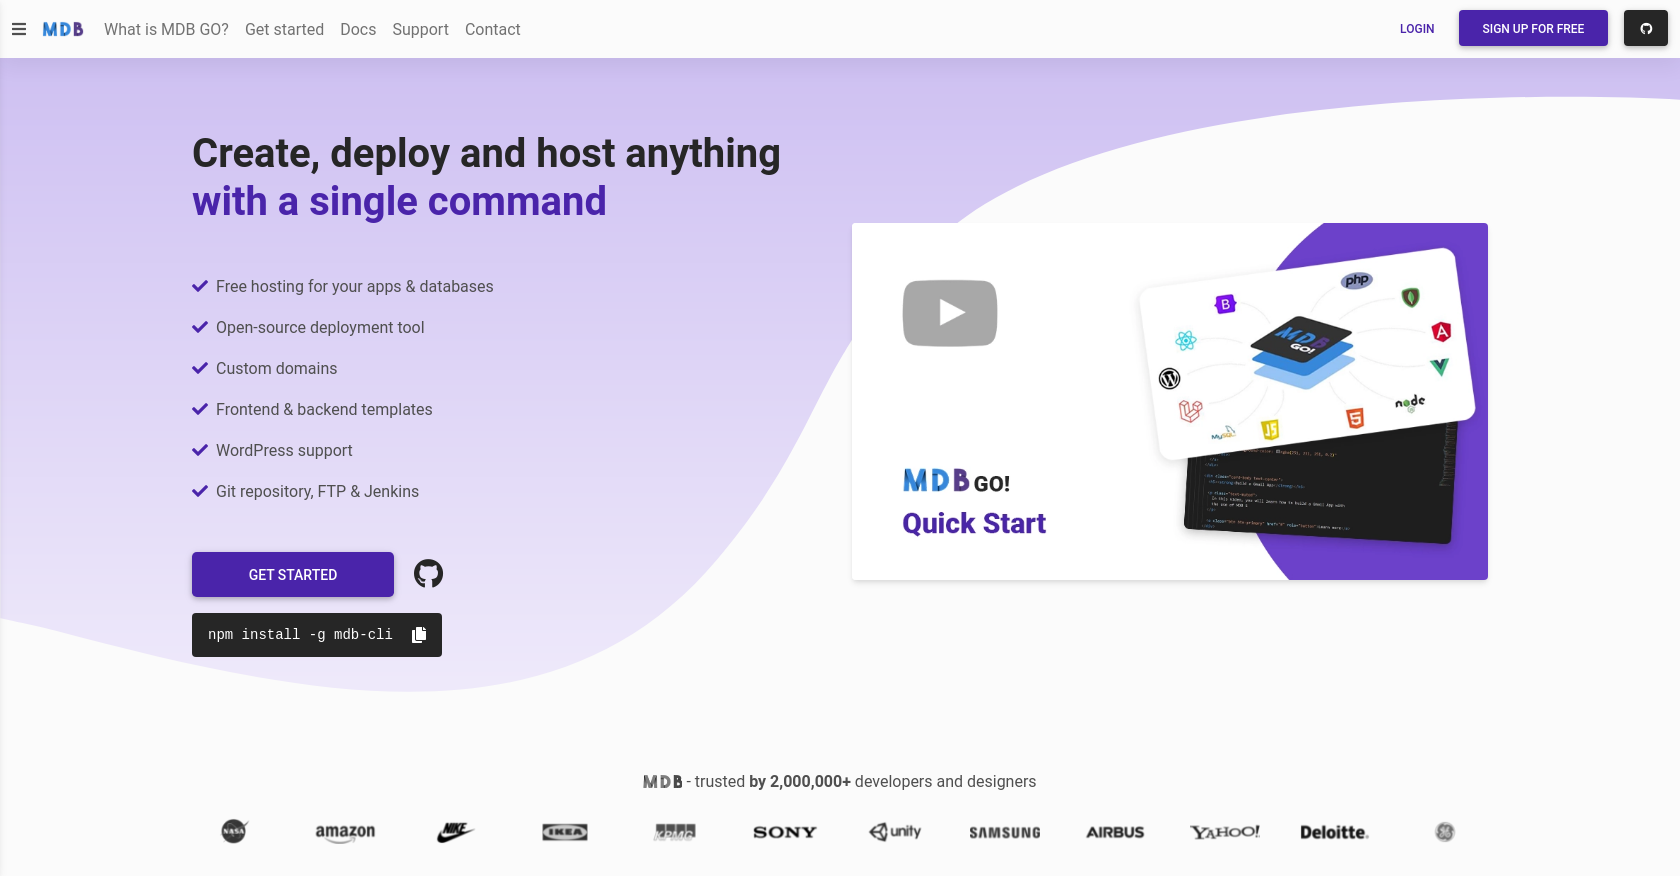 MDB
What is MDB GO?
Get started
Docs
Support
Contact
LOGIN
SIGN UP FOR FREE
Create, deploy and host anything
with a single command
Free hosting for your apps & databases
Open-source deployment tool
Custom domains
Frontend & backend templates
WordPress support
Git repository, FTP & Jenkins
GET STARTED
npm install -g mdb-cli
php
B
A
MDB
GO!
node
MySQL
JS
5
MDB GO!
Quick Start
MDB - trusted by 2,000,000+ developers and designers
NASA
amazon
NIKE
IKEA
KPMG
SONY
unity
SAMSUNG
AIRBUS
YAHOO!
Deloitte.